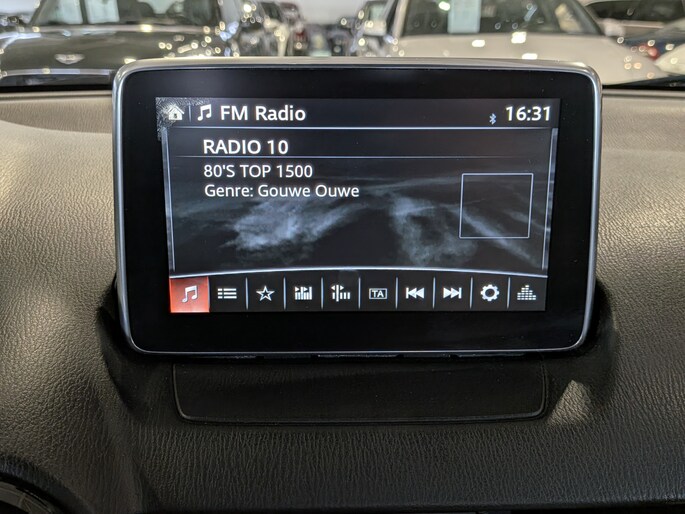 FM Radio
16:31
RADIO 10
80'S TOP 1500
Genre: Gouwe Ouwe
TA